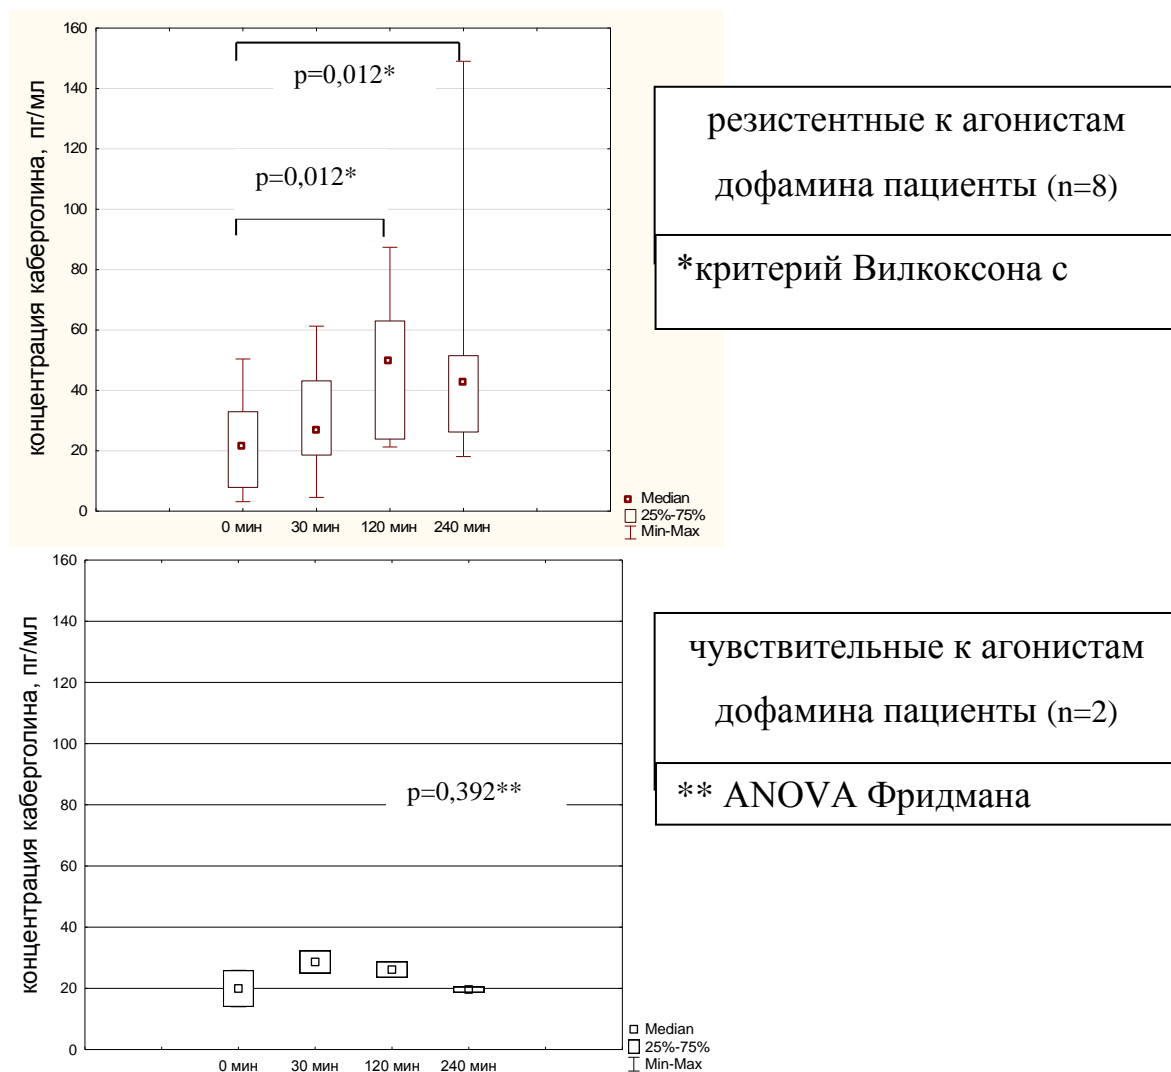 160
140
120
100
80
60
40
20
0
концентрация каберголина, пг/мл
p=0,012*
p=0,012*
0 мин 30 мин 120 мин 240 мин
Median
25%-75%
Min-Max
резистентные к агонистам
дофамина пациенты (n=8)
*критерий Вилкоксона с
160
140
120
100
80
60
40
20
0
концентрация каберголина, пг/мл
p=0,392**
0 мин 30 мин 120 мин 240 мин
Median
25%-75%
Min-Max
чувствительные к агонистам
дофамина пациенты (n=2)
** ANOVA Фридмана